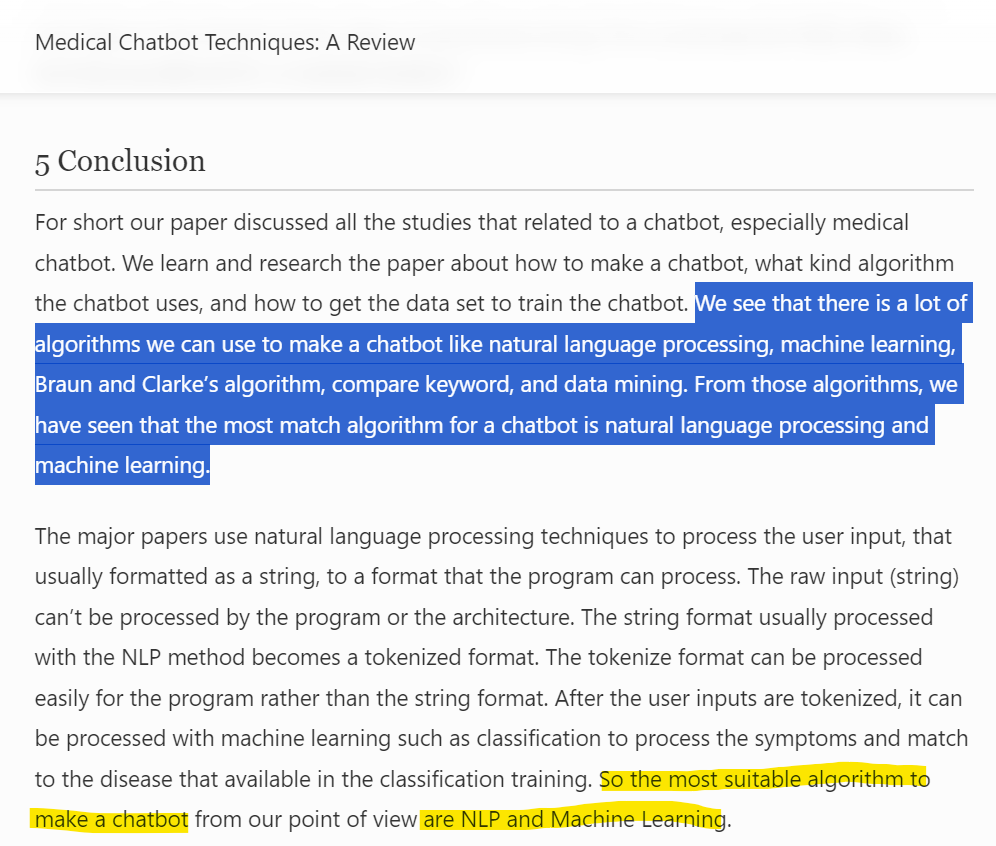 Medical Chatbot Techniques: A Review
5 Conclusion
For short our paper discussed all the studies that related to a chatbot, especially medical
chatbot. We learn and research the paper about how to make a chatbot, what kind algorithm
the chatbot uses, and how to get the data set to train the chatbot. We see that there is a lot of
algorithms we can use to make a chatbot like natural language processing, machine learning,
Braun and Clarke’s algorithm, compare keyword, and data mining. From those algorithms, we
have seen that the most match algorithm for a chatbot is natural language processing and
machine learning.
The major papers use natural language processing techniques to process the user input, that
usually formatted as a string, to a format that the program can process. The raw input (string)
can’t be processed by the program or the architecture. The string format usually processed
with the NLP method becomes a tokenized format. The tokenize format can be processed
easily for the program rather than the string format. After the user inputs are tokenized, it can
be processed with machine learning such as classification to process the symptoms and match
to the disease that available in the classification training. So the most suitable algorithm to
make a chatbot from our point of view are NLP and Machine Learning.